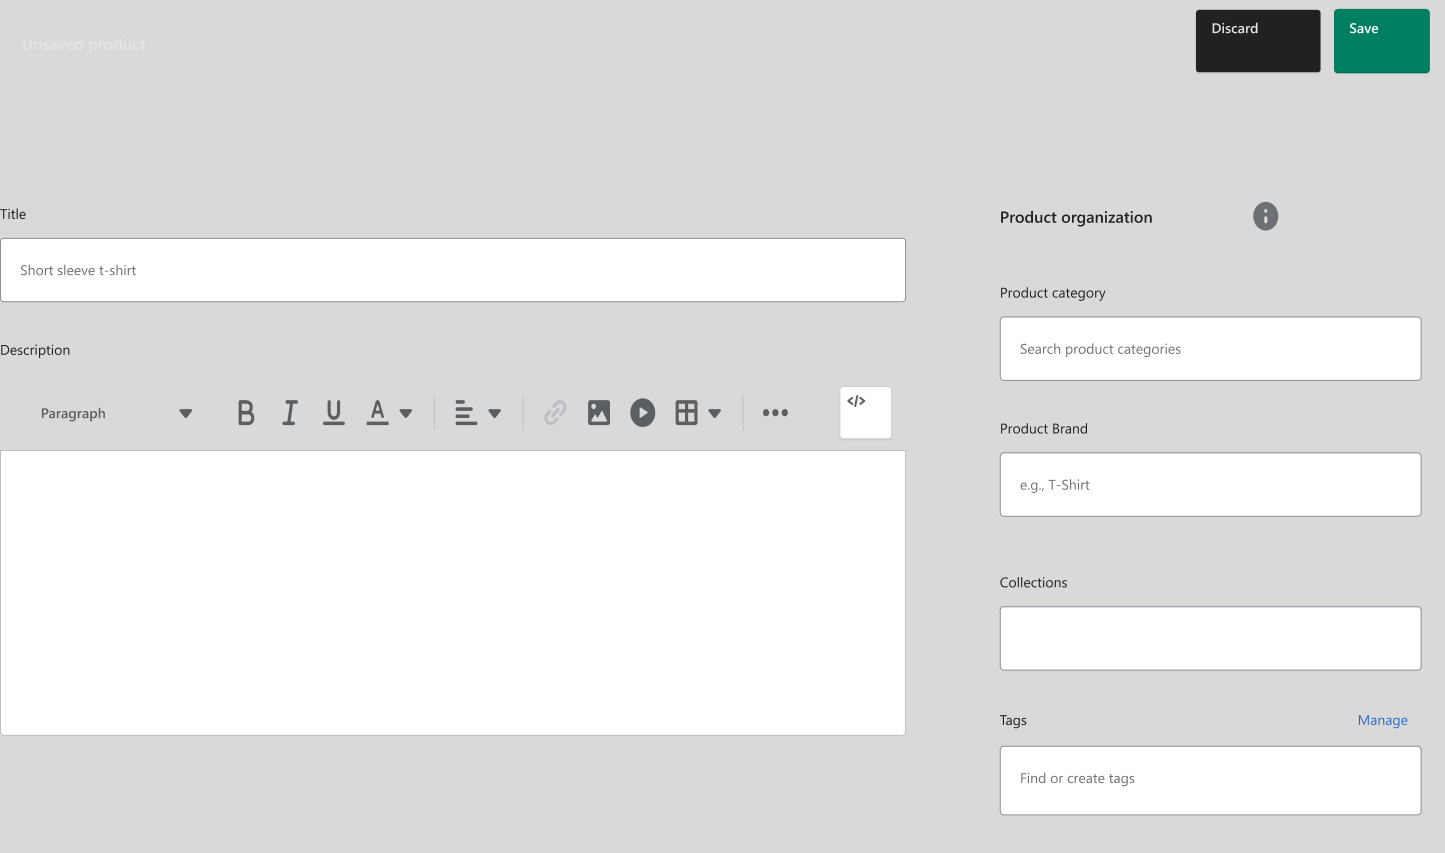 Unsaved product
Discard
Save
Title
Short sleeve t-shirt
Description
Paragraph
B I U A
</>
Product organization
Product category
Search product categories
Product Brand
e.g., T-Shirt
Collections
Tags
Manage
Find or create tags